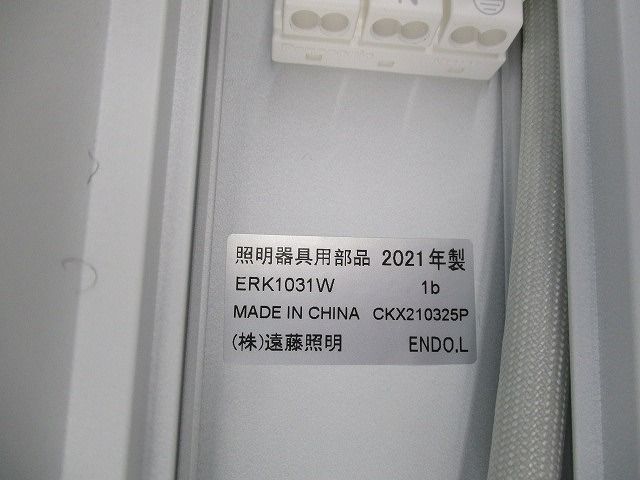 N
照明器具用部品 2021年製
ERK1031W 1b
MADE IN CHINA CKX210325P
(株)遠藤照明 ENDO.L